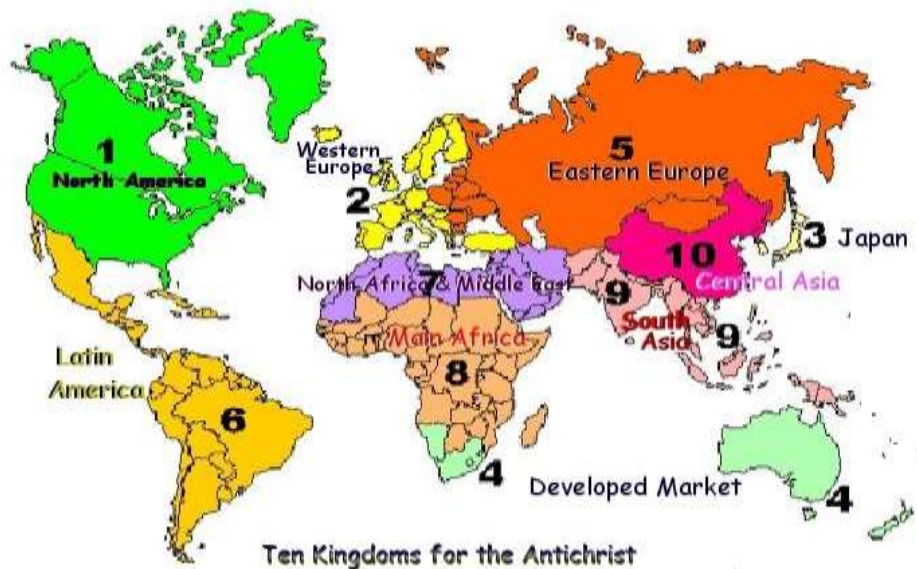 1
North America
Western
Europe
2
5
Eastern Europe
3 Japan
10
Central Asia
7
North Africa & Middle East
9
South
Asia
9
Main Africa
8
Latin
America
6
4
Developed Market
4
Ten Kingdoms for the Antichrist